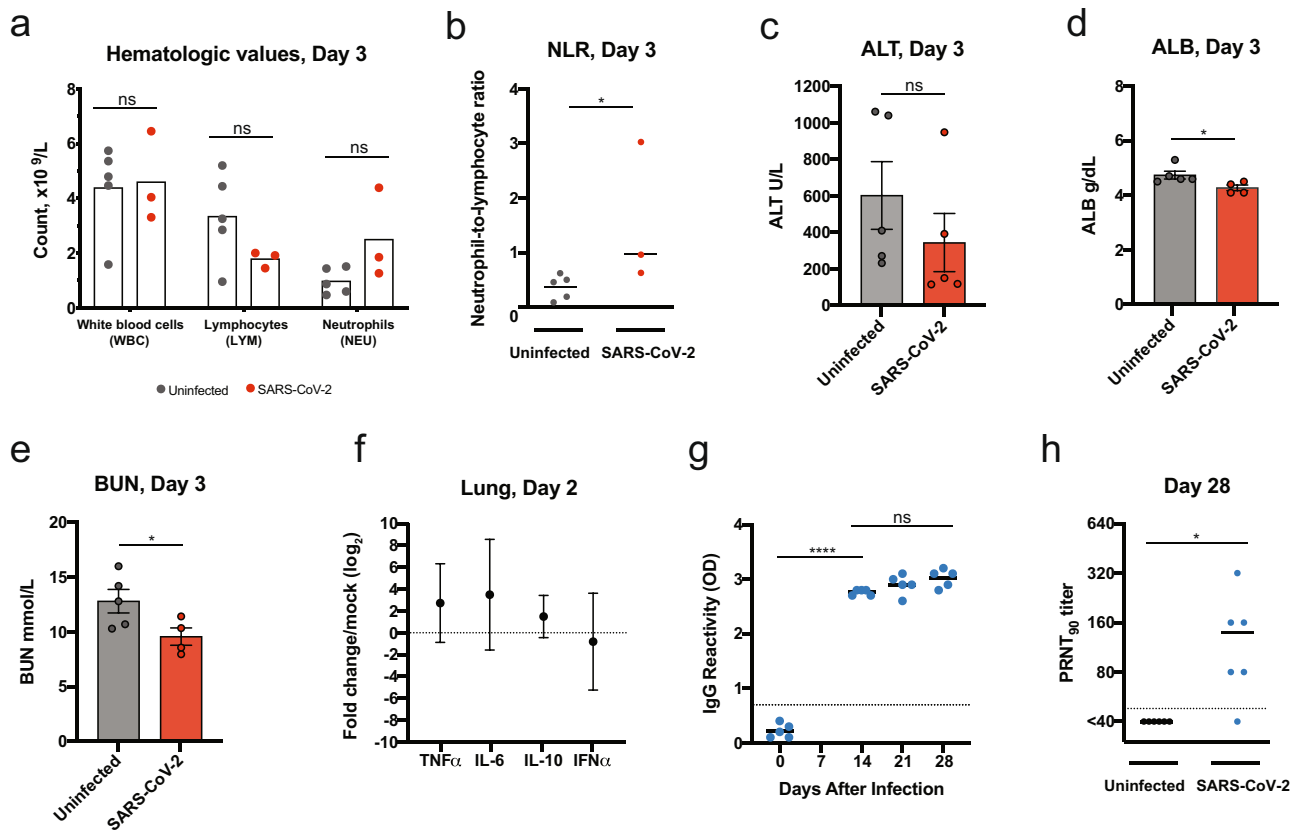 a
Hematologic values, Day 3
Count, x10 ⁹/L
8
6
4
2
0
ns
ns
ns
White blood cells
(WBC)
Lymphocytes
(LYM)
Neutrophils
(NEU)
Uninfected
SARS-CoV-2
b
NLR, Day 3
Neutrophil-to-lymphocyte ratio
4
3
2
1
0
*
Uninfected
SARS-CoV-2
c
ALT, Day 3
ALT U/L
1200
1000
800
600
400
200
0
ns
Uninfected
SARS-CoV-2
d
ALB, Day 3
ALB g/dL
8
6
4
2
0
*
Uninfected
SARS-CoV-2
e
BUN, Day 3
BUN mmol/L
20
15
10
5
0
*
Uninfected
SARS-CoV-2
f
Lung, Day 2
Fold change/mock (log₂)
10
8
6
4
2
0
-2
-4
-6
-8
-10
TNFα
IL-6
IL-10
IFNα
g
IgG Reactivity (OD)
4
3
2
1
0
****
ns
0
7
14
21
28
Days After Infection
h
Day 28
PRNT₉₀ titer
640
320
160
80
<40
*
Uninfected
SARS-CoV-2